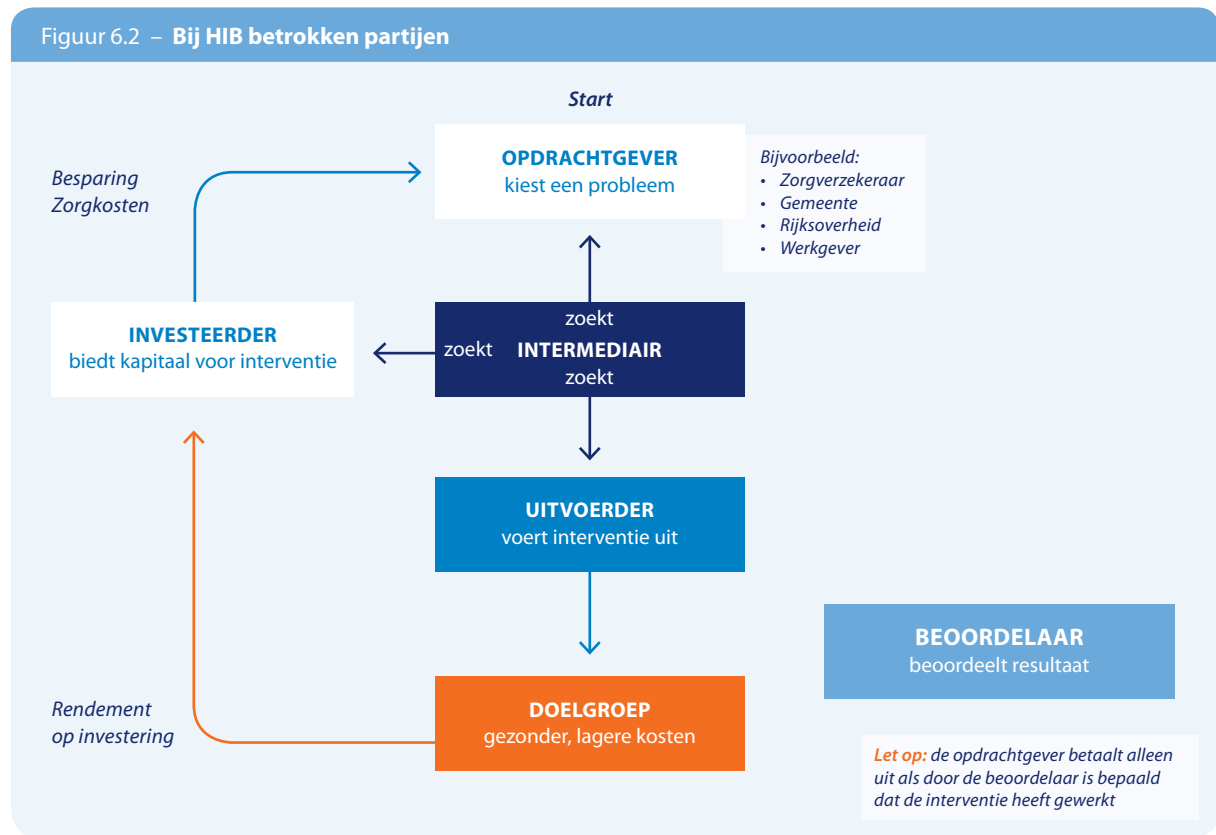 Figuur 6.2 – Bij HIB betrokken partijen
Start
OPDRACHTGEVER
kiest een probleem
Bijvoorbeeld:
• Zorgverzekeraar
• Gemeente
• Rijksoverheid
• Werkgever
Besparing
Zorgkosten
INVESTEERDER
biedt kapitaal voor interventie
zoekt
zoekt INTERMEDIAIR
zoekt
UITVOERDER
voert interventie uit
BEOORDELAAR
beoordeelt resultaat
Rendement
op investering
DOELGROEP
gezonder, lagere kosten
Let op: de opdrachtgever betaalt alleen
uit als door de beoordelaar is bepaald
dat de interventie heeft gewerkt